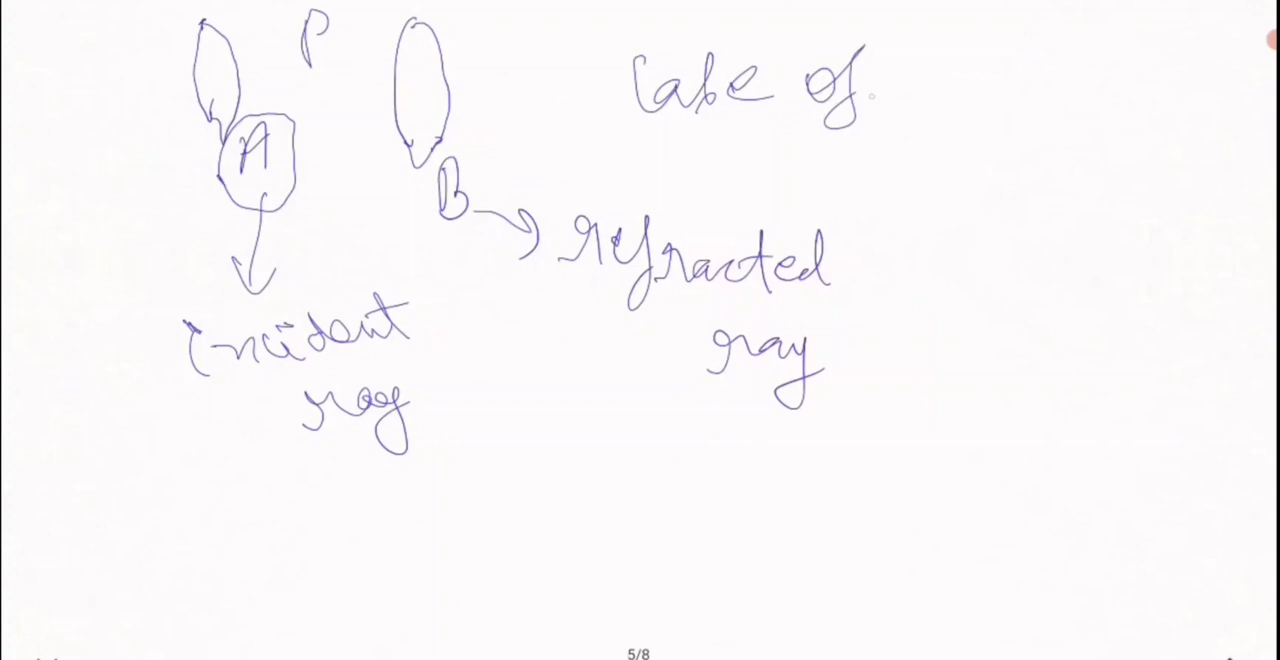 P
Case of
A
B
refracted
ray
incident
ray
5/8